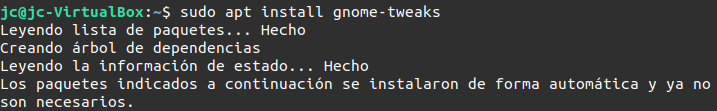 jc@jc-VirtualBox:~$ sudo apt install gnome-tweaks
Leyendo lista de paquetes... Hecho
Creando árbol de dependencias
Leyendo la información de estado... Hecho
Los paquetes indicados a continuación se instalaron de forma automática y ya no
son necesarios.